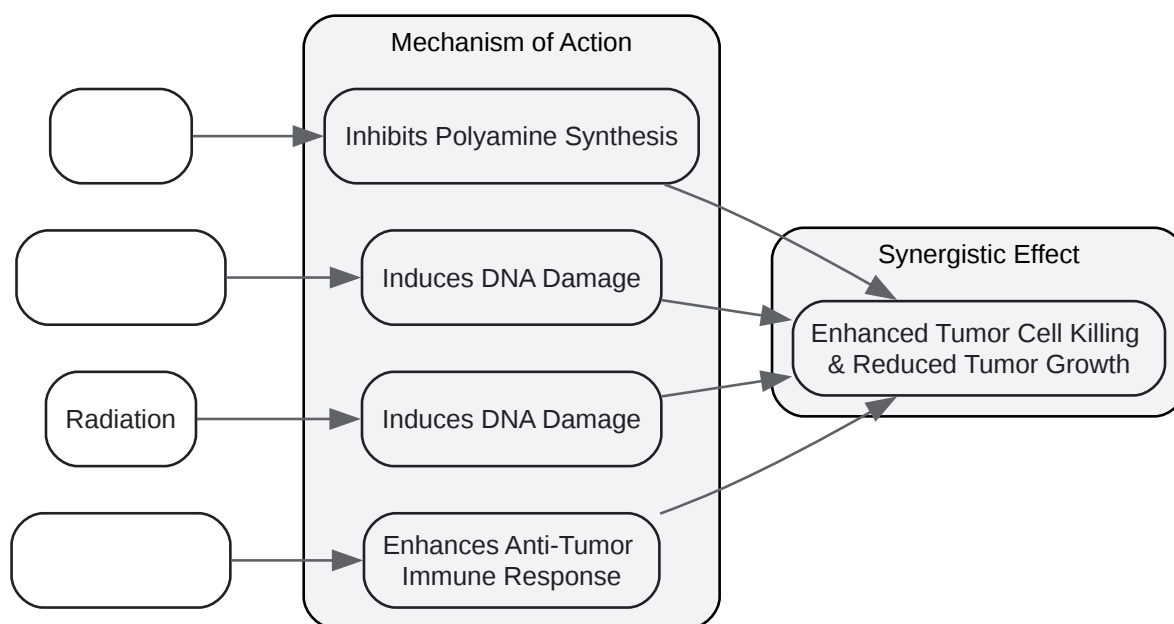 Mechanism of Action
Inhibits Polyamine Synthesis
Induces DNA Damage
Synergistic Effect
Enhanced Tumor Cell Killing
& Reduced Tumor Growth
Radiation
Induces DNA Damage
Enhances Anti-Tumor
Immune Response